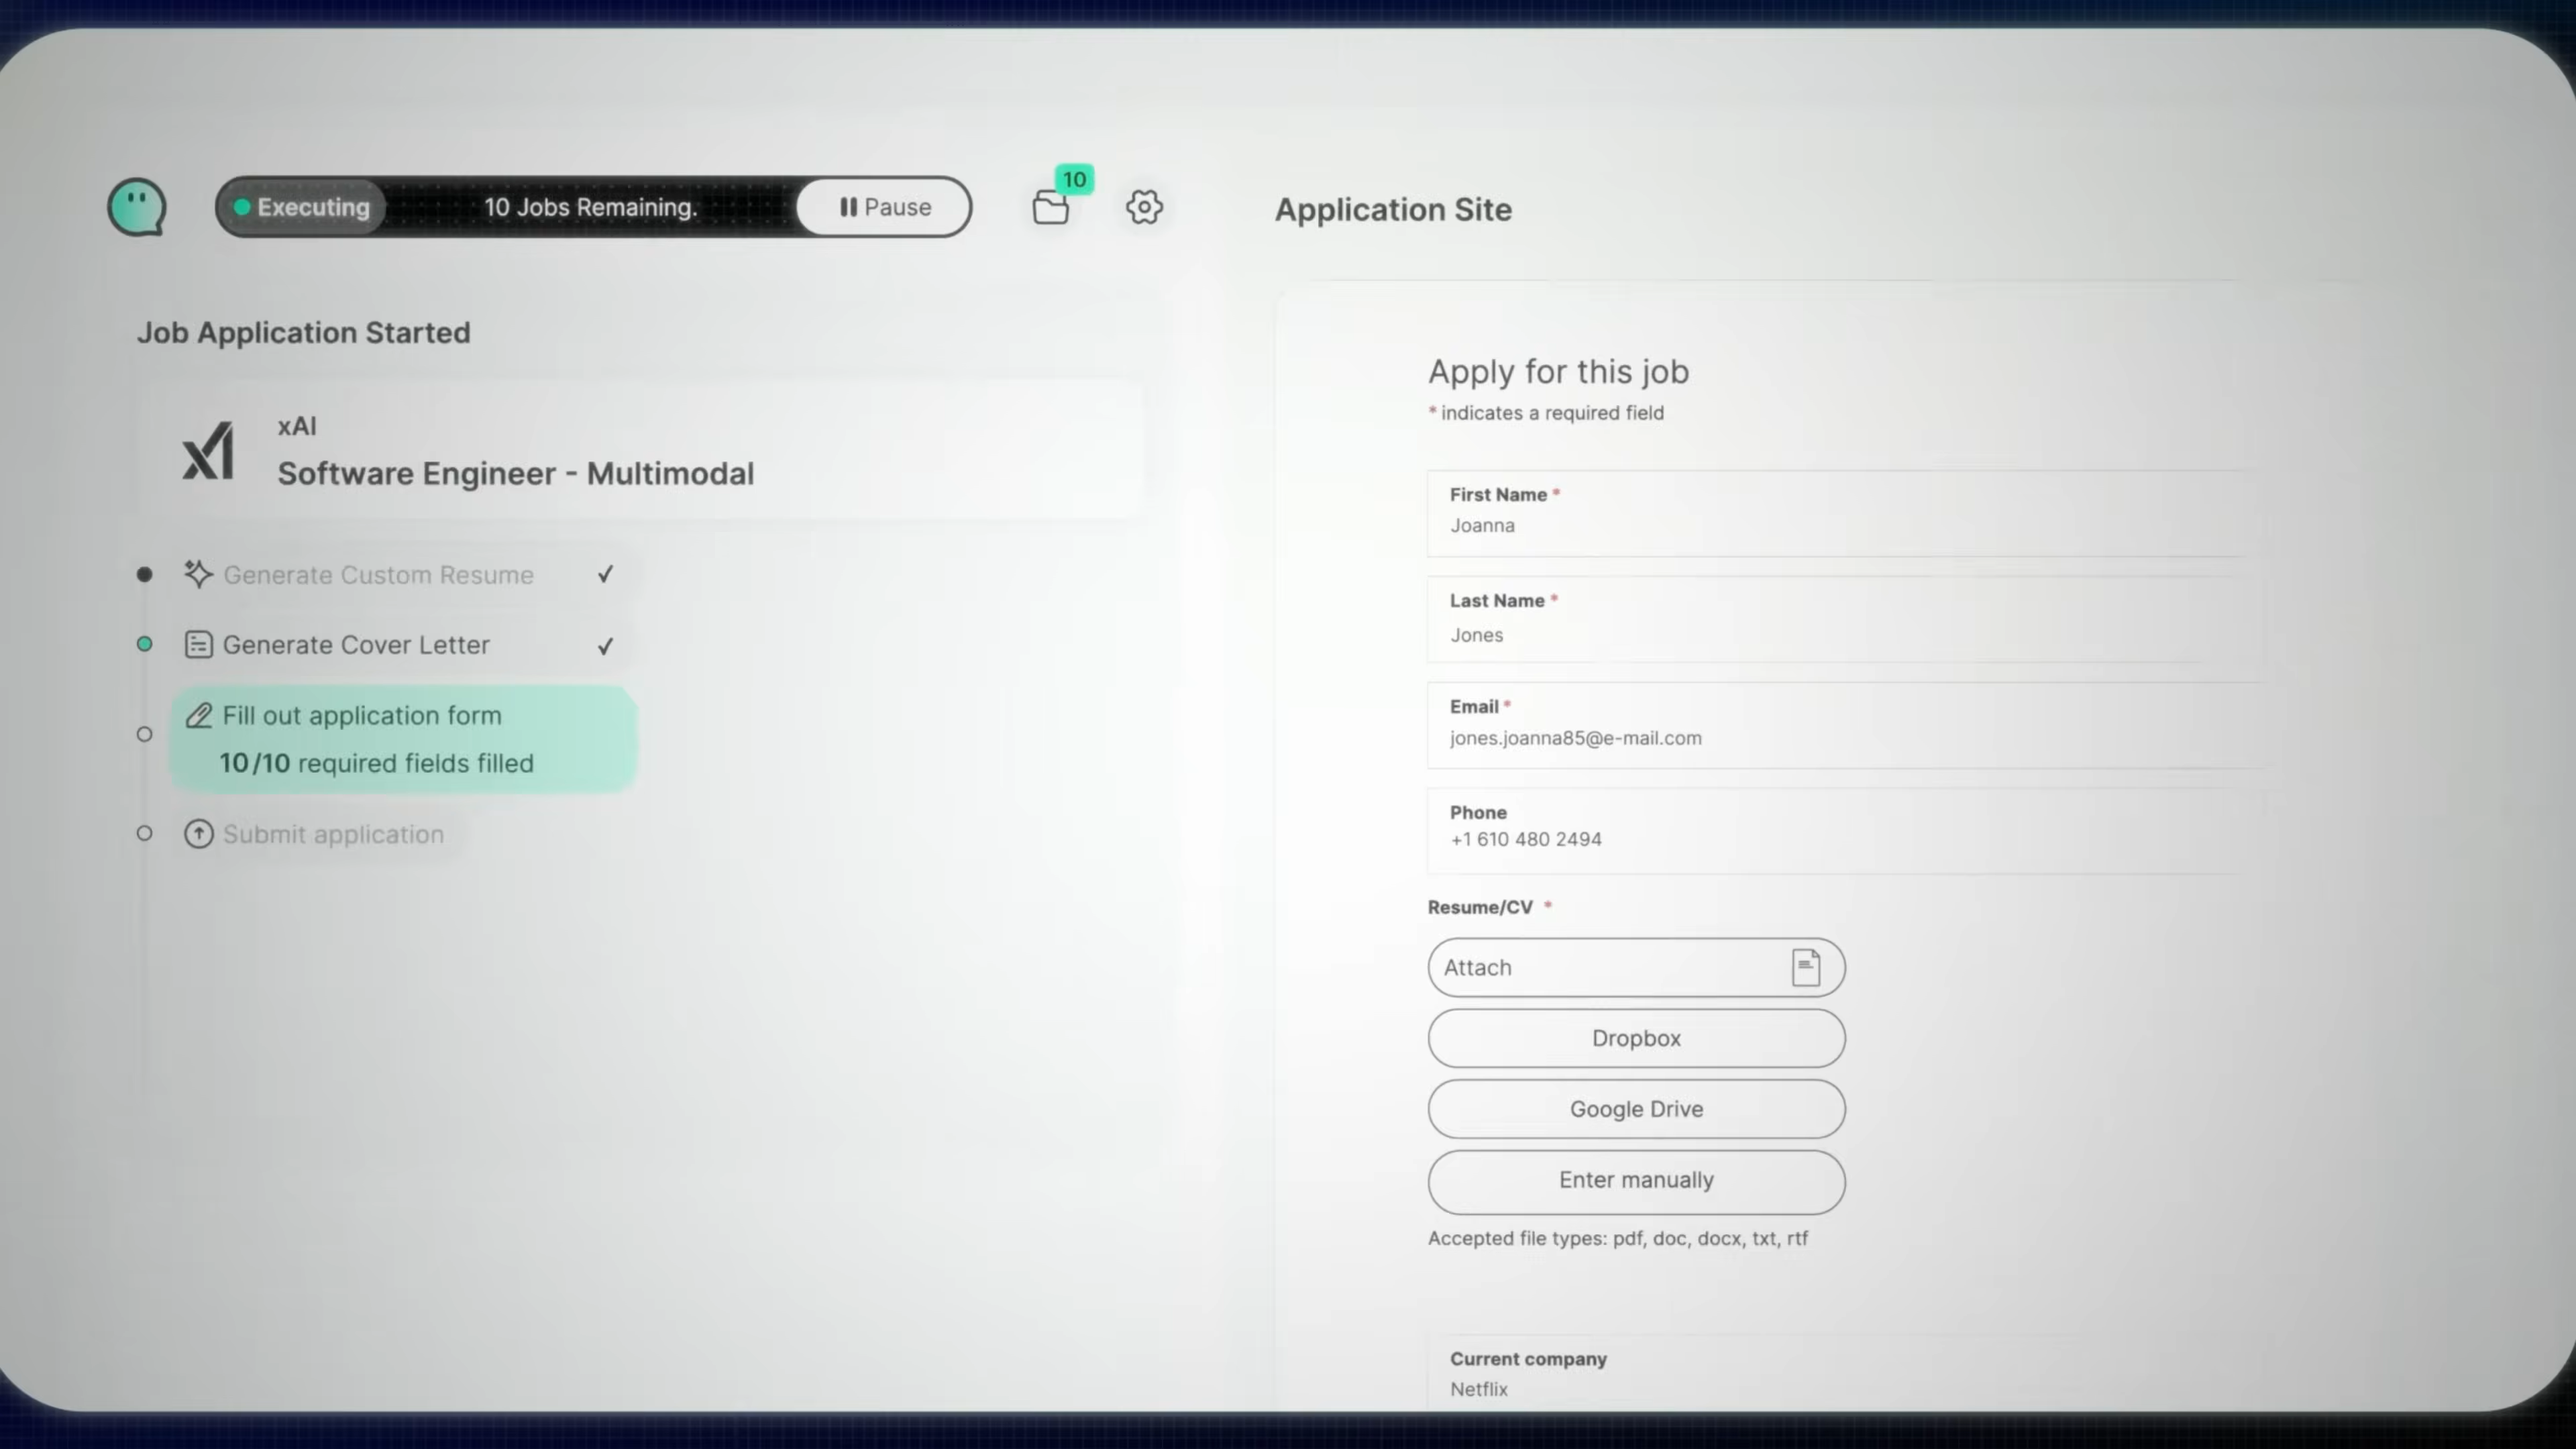 Executing
10 Jobs Remaining.
Pause
10
Job Application Started
xAI
Software Engineer - Multimodal
Generate Custom Resume
Generate Cover Letter
Fill out application form
10/10 required fields filled
Submit application
Application Site
Apply for this job
* indicates a required field
First Name *
Joanna
Last Name *
Jones
Email *
jones.joanna85@e-mail.com
Phone
+1 610 480 2494
Resume/CV *
Attach
Dropbox
Google Drive
Enter manually
Accepted file types: pdf, doc, docx, txt, rtf
Current company
Netflix